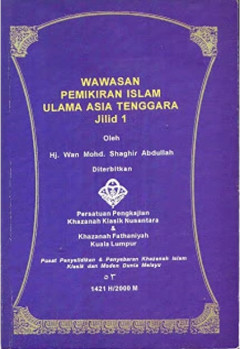 WAWASAN
PEMIKIRAN ISLAM
ULAMA ASIA TENGGARA
Jilid 1
Oleh
Hj. Wan Mohd. Shaghir Abdullah
Diterbitkan
Persatuan Pengkajian
Khazanah Klasik Nusantara
&
Khazanah Fathaniyah
Kuala Lumpur
Pusat Penyelidikan & Penyebaran Khazanah Islam
Klasik dan Moden Dunia Melayu
1421 H/2000 M